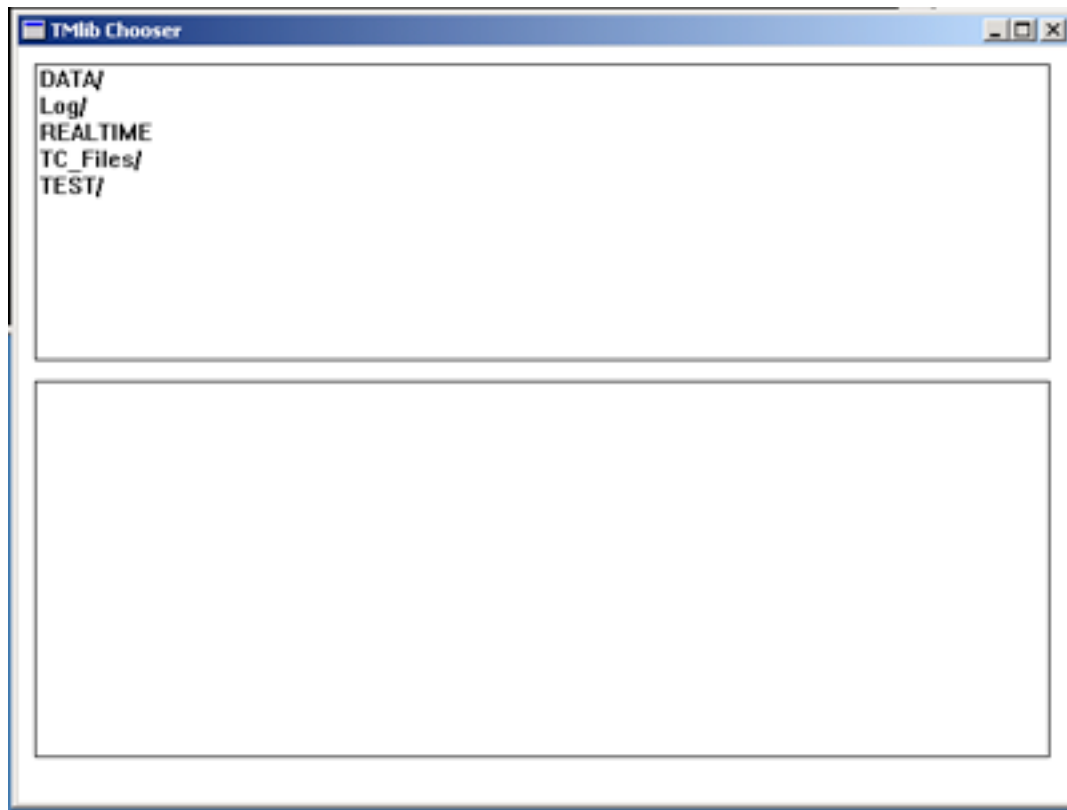 TMlib Chooser
DATA/
Log/
REALTIME
TC_Files/
TEST/